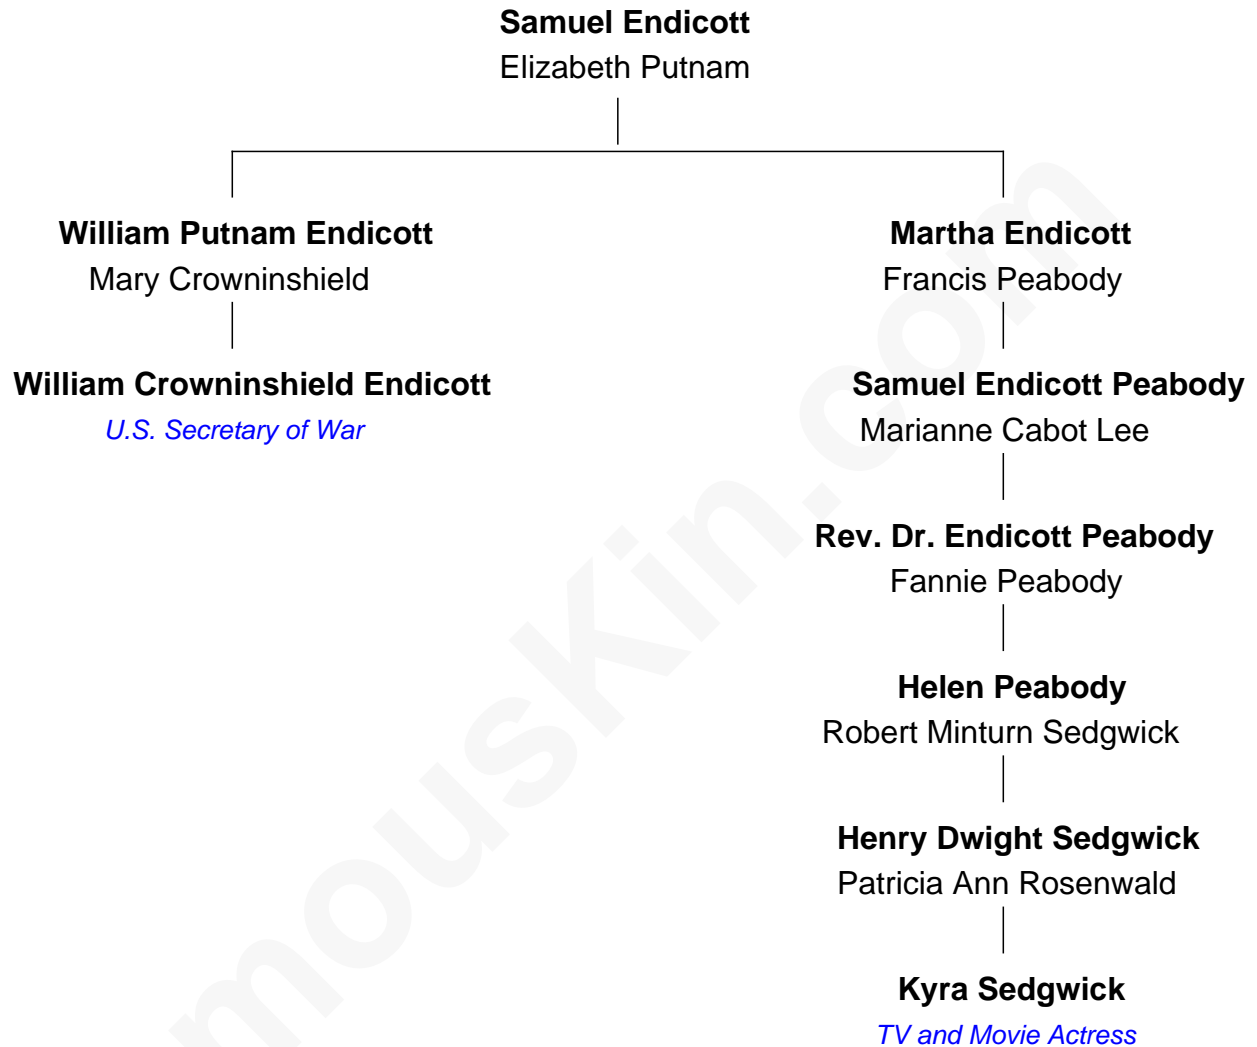 Samuel Endicott
Elizabeth Putnam
William Putnam Endicott
Mary Crowninshield
William Crowninshield Endicott
U.S. Secretary of War
Martha Endicott
Francis Peabody
Samuel Endicott Peabody
Marianne Cabot Lee
Rev. Dr. Endicott Peabody
Fannie Peabody
Helen Peabody
Robert Minturn Sedgwick
Henry Dwight Sedgwick
Patricia Ann Rosenwald
Kyra Sedgwick
TV and Movie Actress
mousKin.com